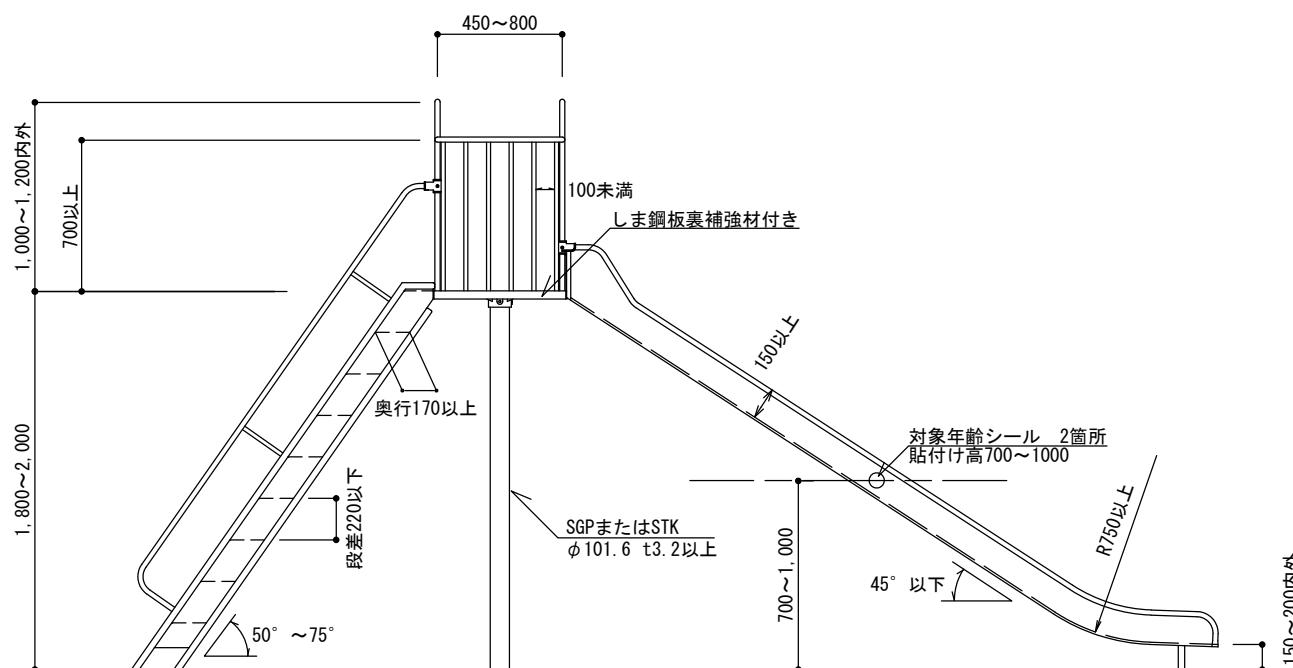 450～800
1,000～1,200内外
700以上
100未満
しま鋼板裏補強材付き
150以上
奥行170以上
対象年齢シール　2箇所
貼付け高700～1000
1,800～2,000
段差220以下
SGPまたはSTK
φ101.6 t3.2以上
700～1,000
45°以下
R750以上
50°～75°
150～200内外